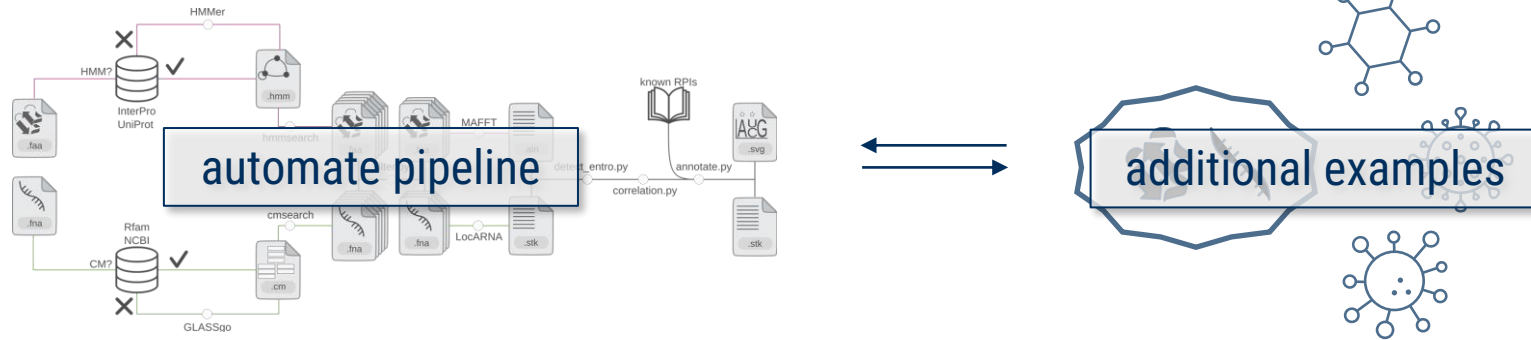 HMMer
HMM?
InterPro
UniProt
.hmm
.faa
hmmsearch
MAFFT
.aln
known RPIs
AUCG
.svg
automate pipeline
detect_entro.py
annotate.py
correlation.py
additional examples
.fna
Rfam
NCBI
CM?
cmsearch
.cm
.fna
.fna
LocARNA
.stk
.stk
GLASSgo